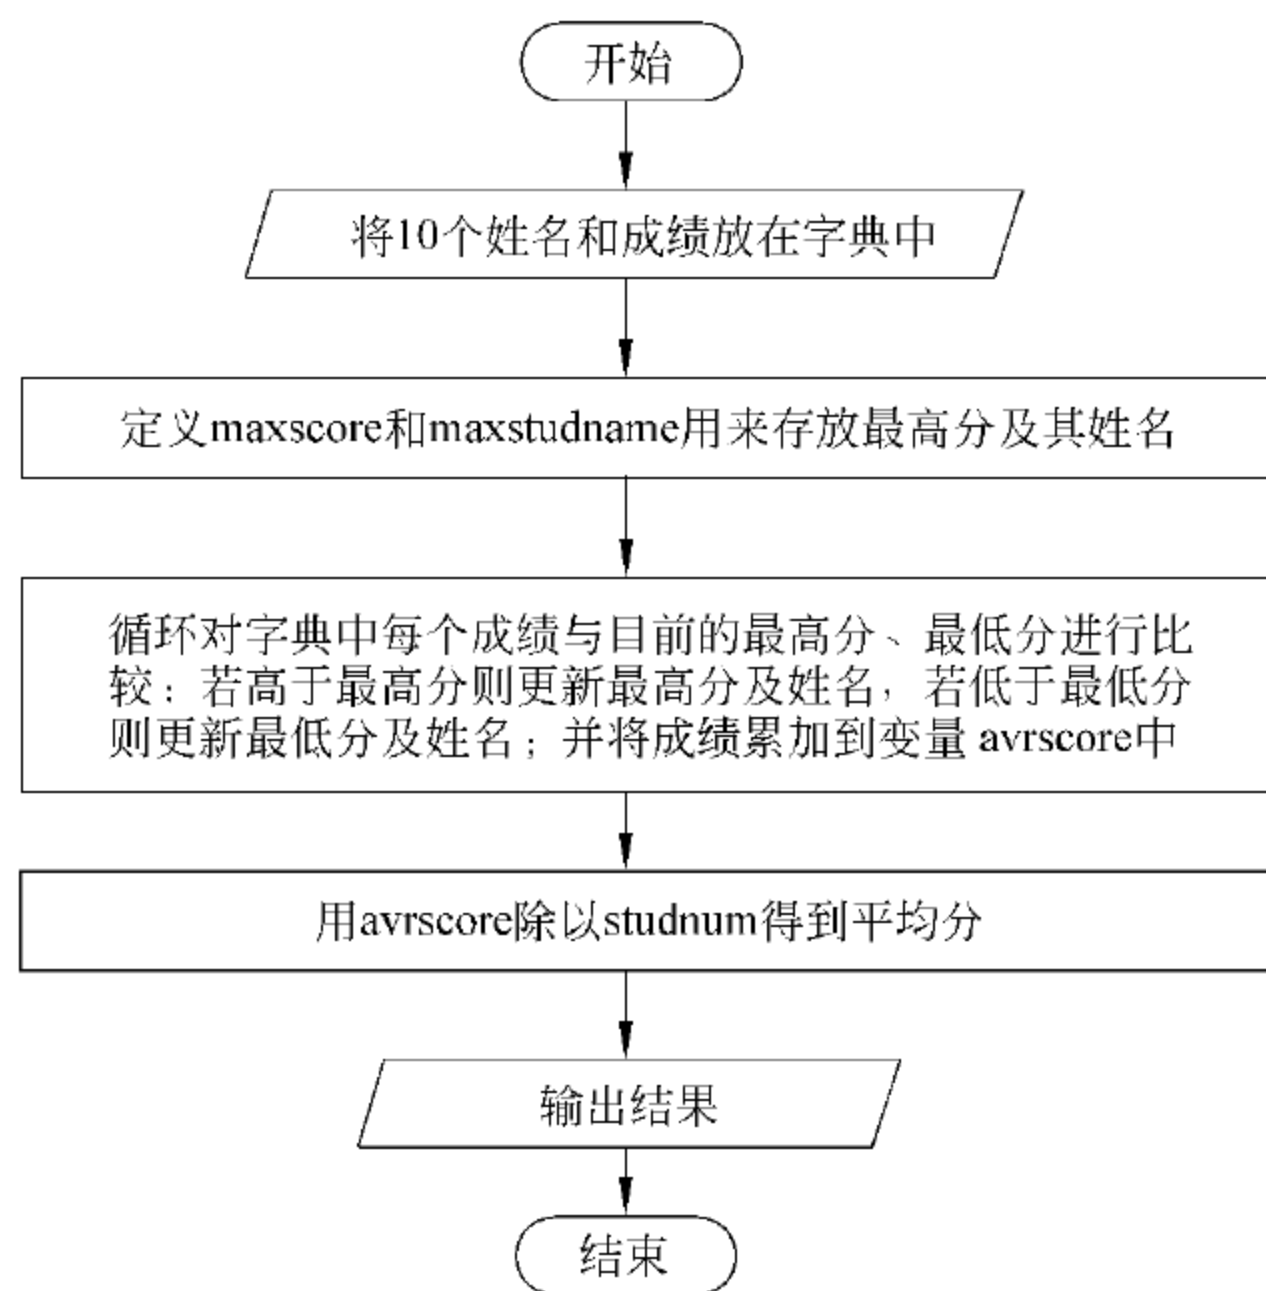 开始
将10个姓名和成绩放在字典中
定义maxscore和maxstudname用来存放最高分及其姓名
循环对字典中每个成绩与目前的最高分、最低分进行比
较；若高于最高分则更新最高分及姓名，若低于最低分
则更新最低分及姓名；并将成绩累加到变量 avrscore中
用avrscore除以studnum得到平均分
输出结果
结束